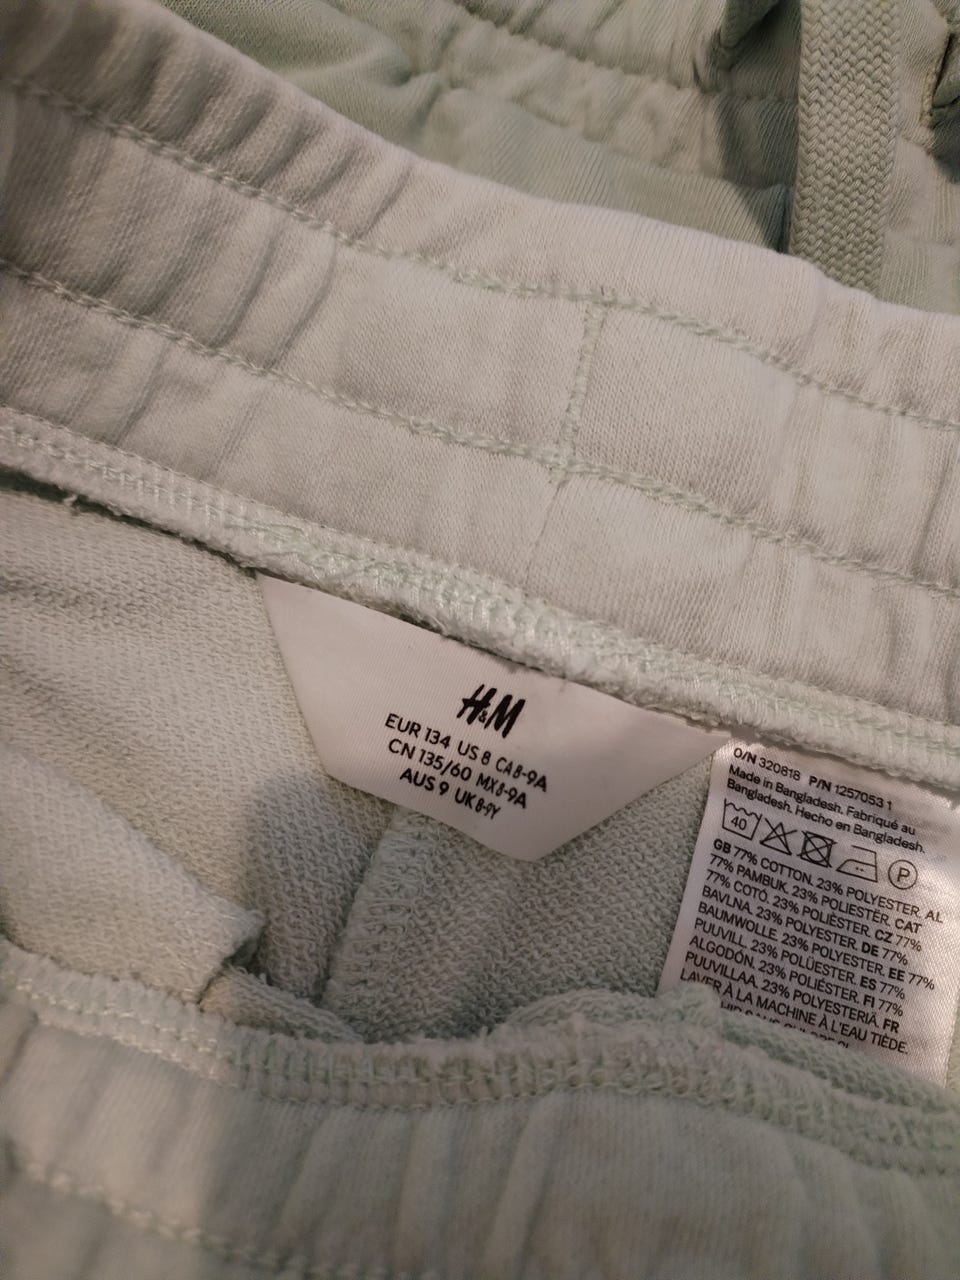 H&M
EUR 134 US 8 CA 8-9A
CN 135/60 MX 8-9A
AUS 9 UK 8-9Y
O/N 320818 P/N 1257053 1
Made in Bangladesh. Fabriqué au
Bangladesh. Hecho en Bangladesh.
40 P
GB 77% COTTON. 23% POLYESTER. AL
77% PAMBUK. 23% POLIESTËR. CAT
77% COTÓ. 23% POLIÈSTER. CZ 77%
BAVLNA. 23% POLYESTER. DE 77%
BAUMWOLLE. 23% POLYESTER. EE 77%
PUUVILL. 23% POLÜESTER. ES 77%
ALGODÓN. 23% POLIÉSTER. FI 77%
PUUVILLAA. 23% POLYESTERIÄ. FR
LAVER À LA MACHINE À L'EAU TIÈDE.